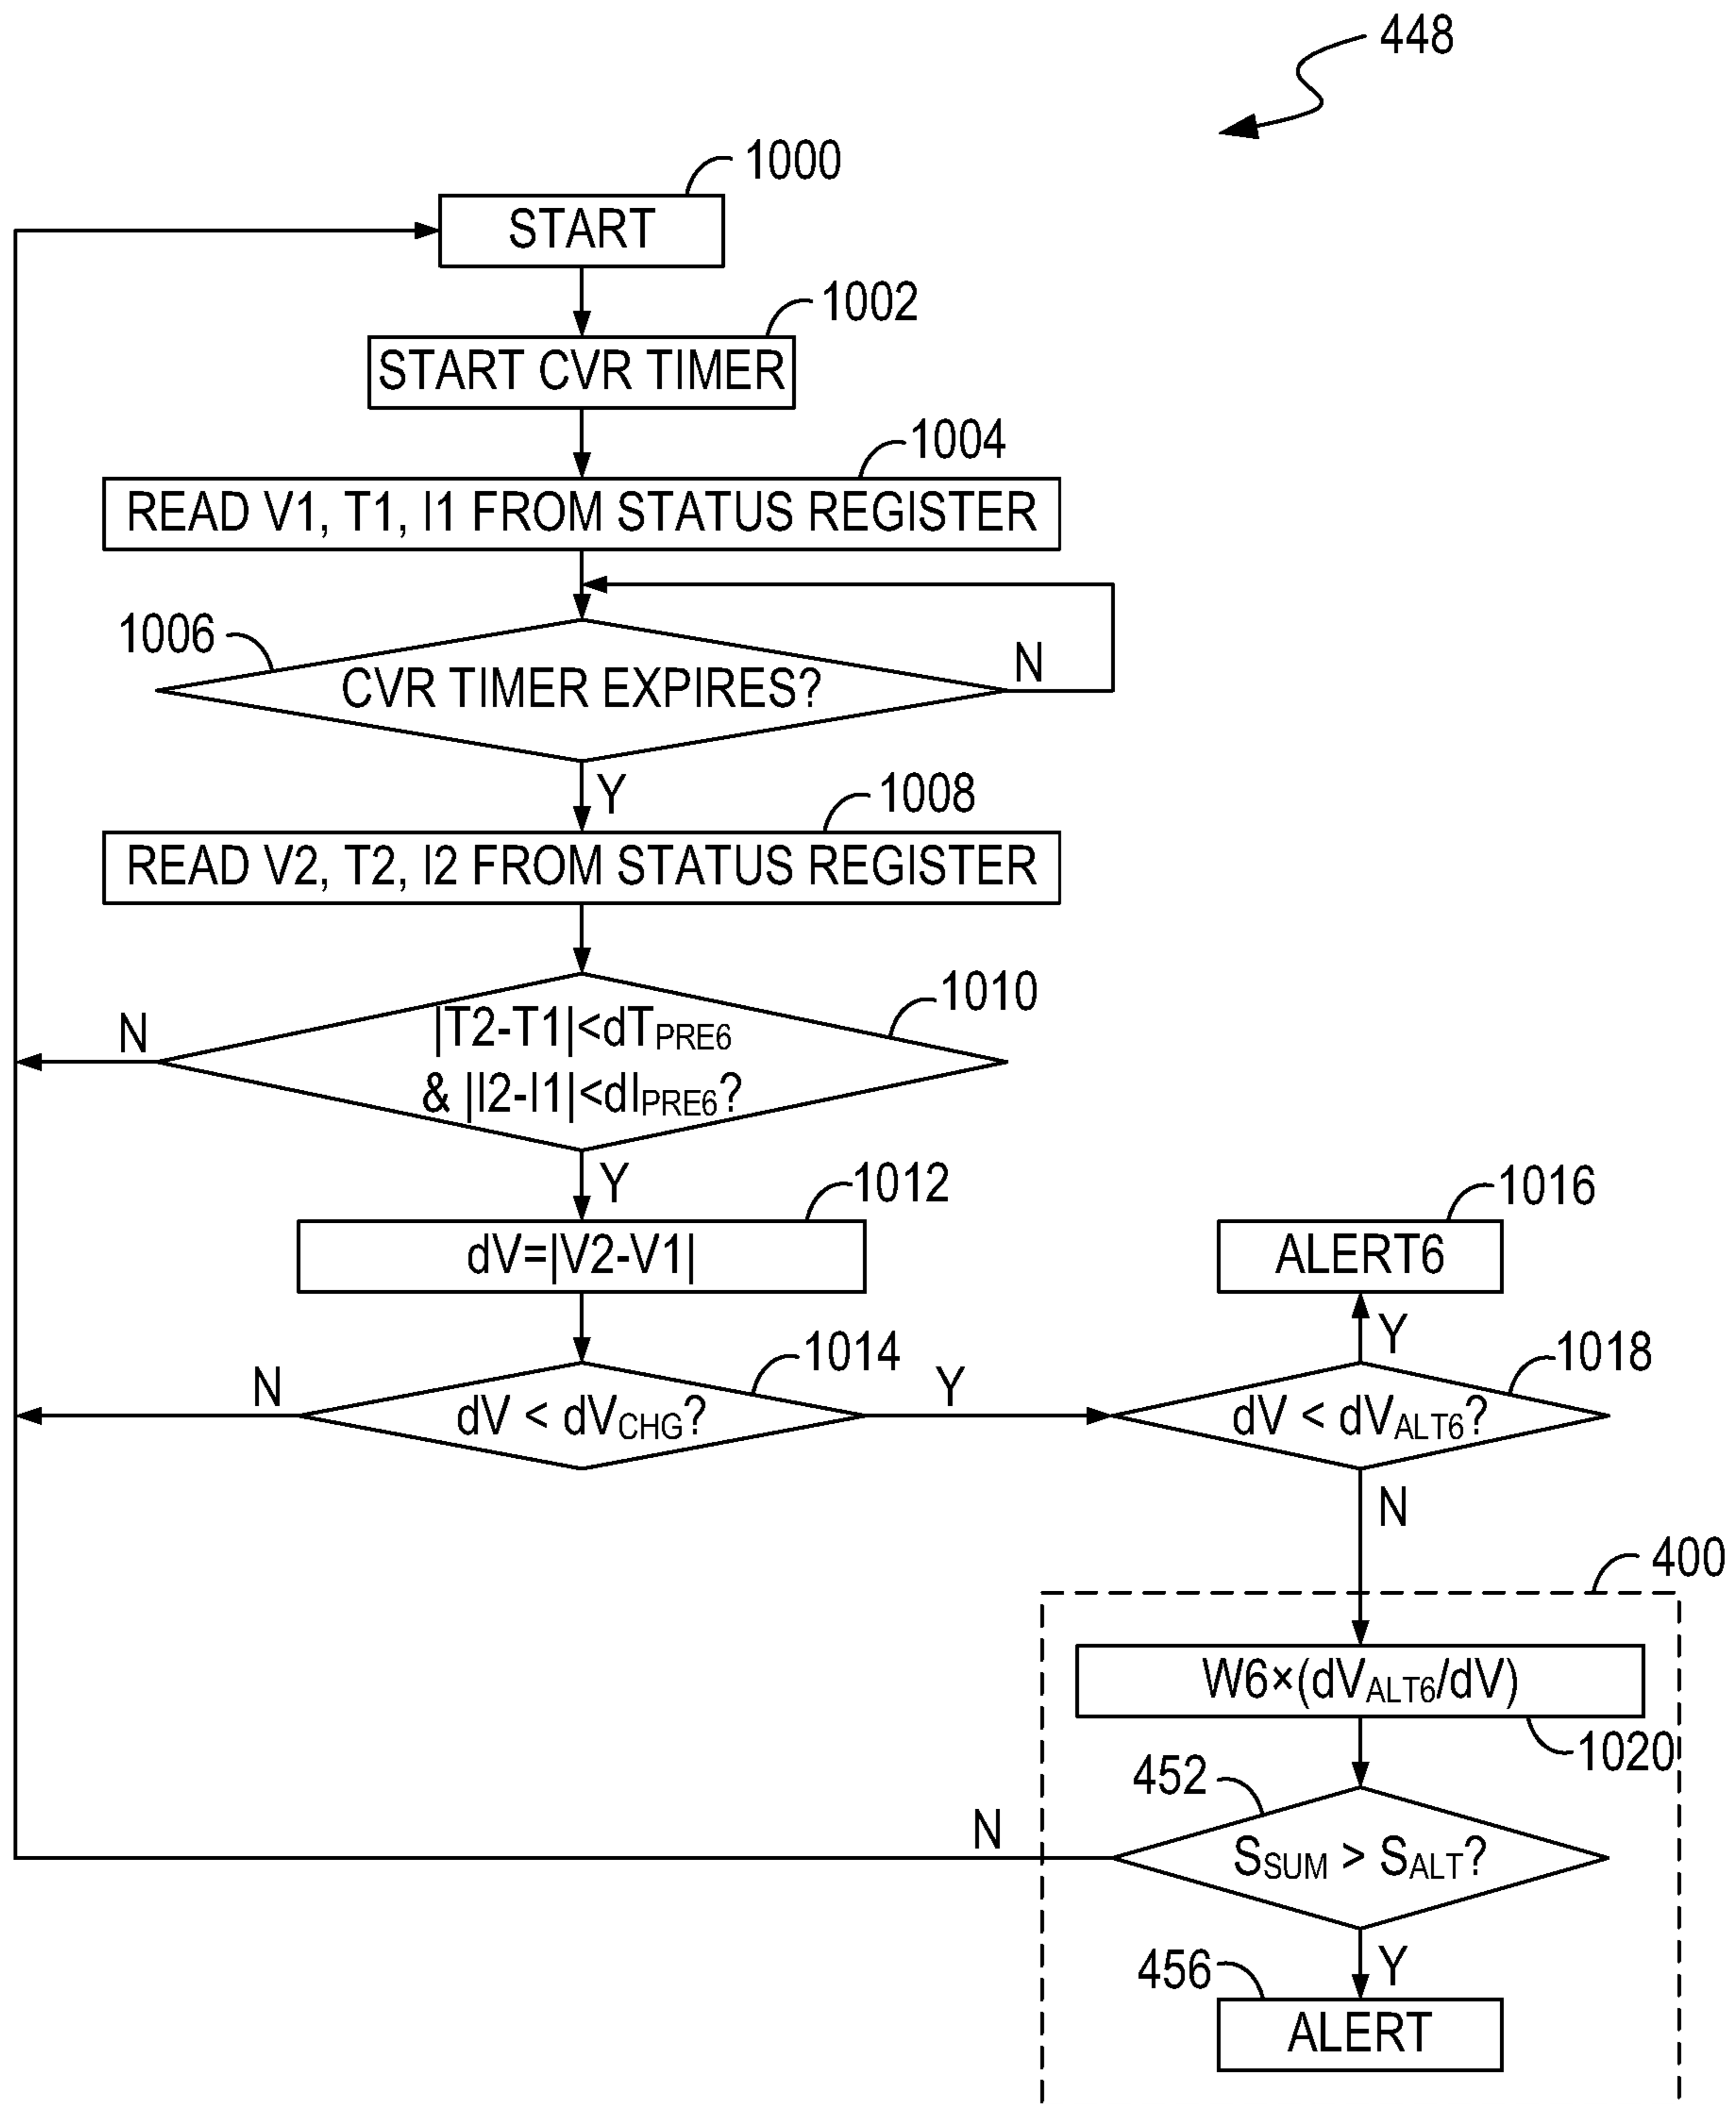 448
1000
START
1002
START CVR TIMER
1004
READ V1, T1, I1 FROM STATUS REGISTER
1006
CVR TIMER EXPIRES?
N
Y
1008
READ V2, T2, I2 FROM STATUS REGISTER
1010
N
|T2-T1|<dTPRE6
& |I2-I1|<dIPRE6?
Y
1012
dV=|V2-V1|
1016
ALERT6
Y
1014
1018
N
dV < dVCHG?
Y
dV < dVALT6?
N
400
W6×(dVALT6/dV)
1020
452
N
SSUM > SALT?
Y
456
ALERT